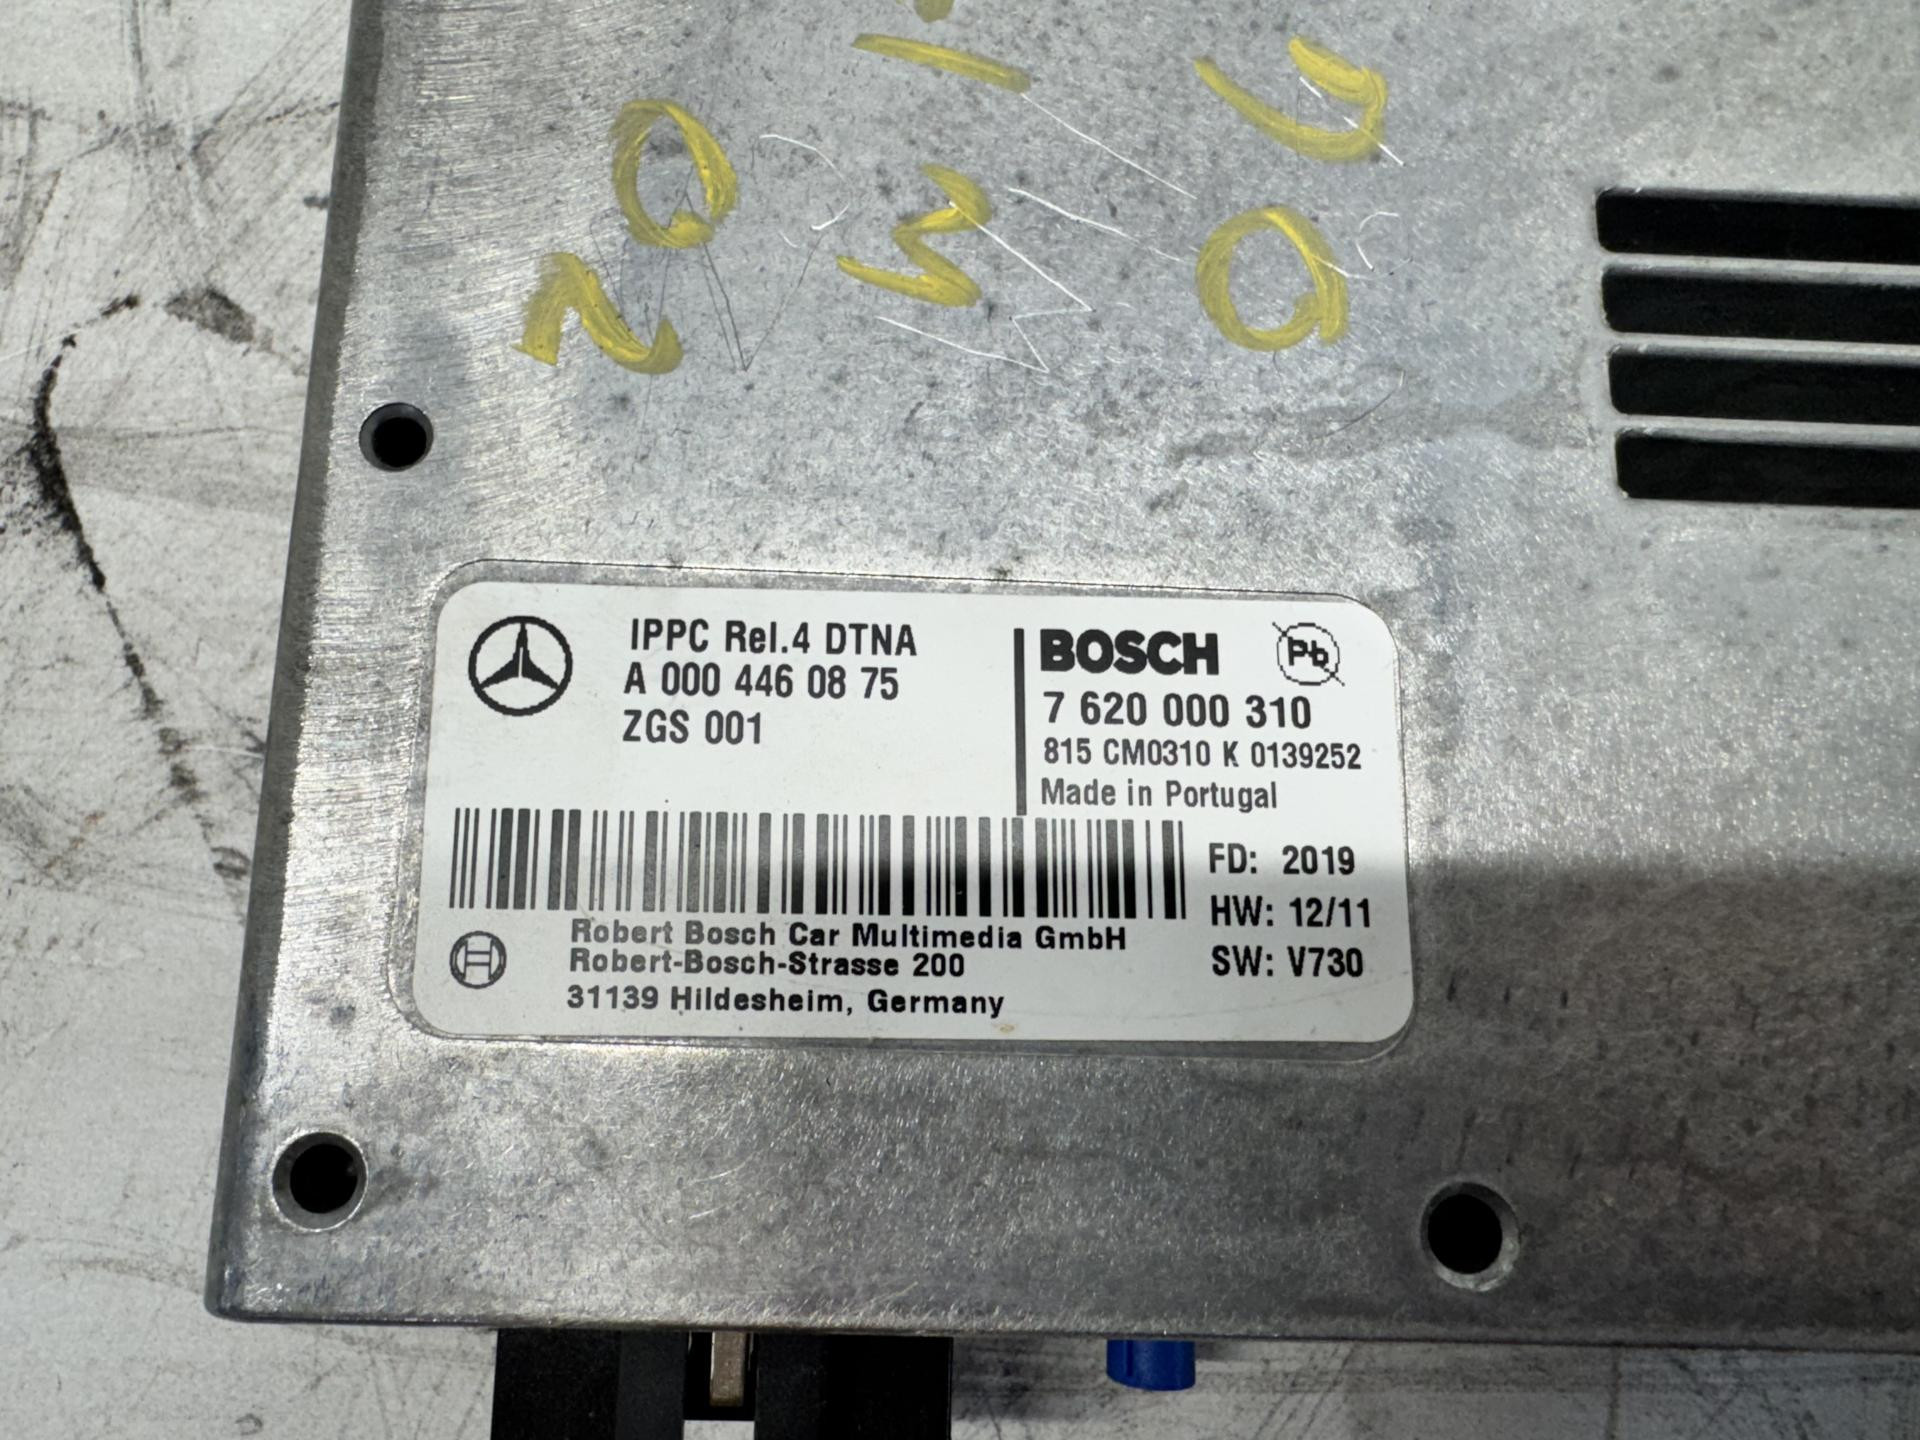 IPPC Rel.4 DTNA
A 000 446 08 75
ZGS 001
BOSCH
Pb
7 620 000 310
815 CM0310 K 0139252
Made in Portugal
FD: 2019
HW: 12/11
SW: V730
Robert Bosch Car Multimedia GmbH
Robert-Bosch-Strasse 200
31139 Hildesheim, Germany